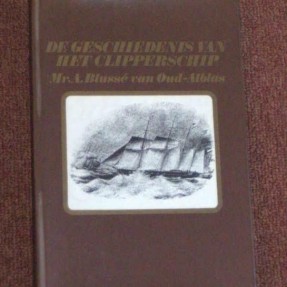 DE GESCHIEDENIS VAN
HET CLIPPERSCHIP
Mr. A. Blussé van Oud-Alblas